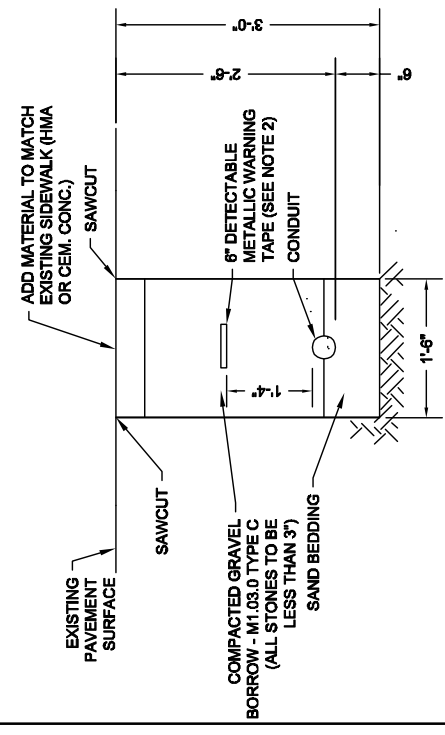 ADD MATERIAL TO MATCH
EXISTING SIDEWALK (HMA
OR CEM. CONC.)
SAWCUT
EXISTING
PAVEMENT
SURFACE
SAWCUT
COMPACTED GRAVEL
BORROW - M1.03.0 TYPE C
(ALL STONES TO BE
LESS THAN 3")
SAND BEDDING
6" DETECTABLE
METALLIC WARNING
TAPE (SEE NOTE 2)
CONDUIT
1'-4"
1'-6"
3'-0"
2'-6"
6"